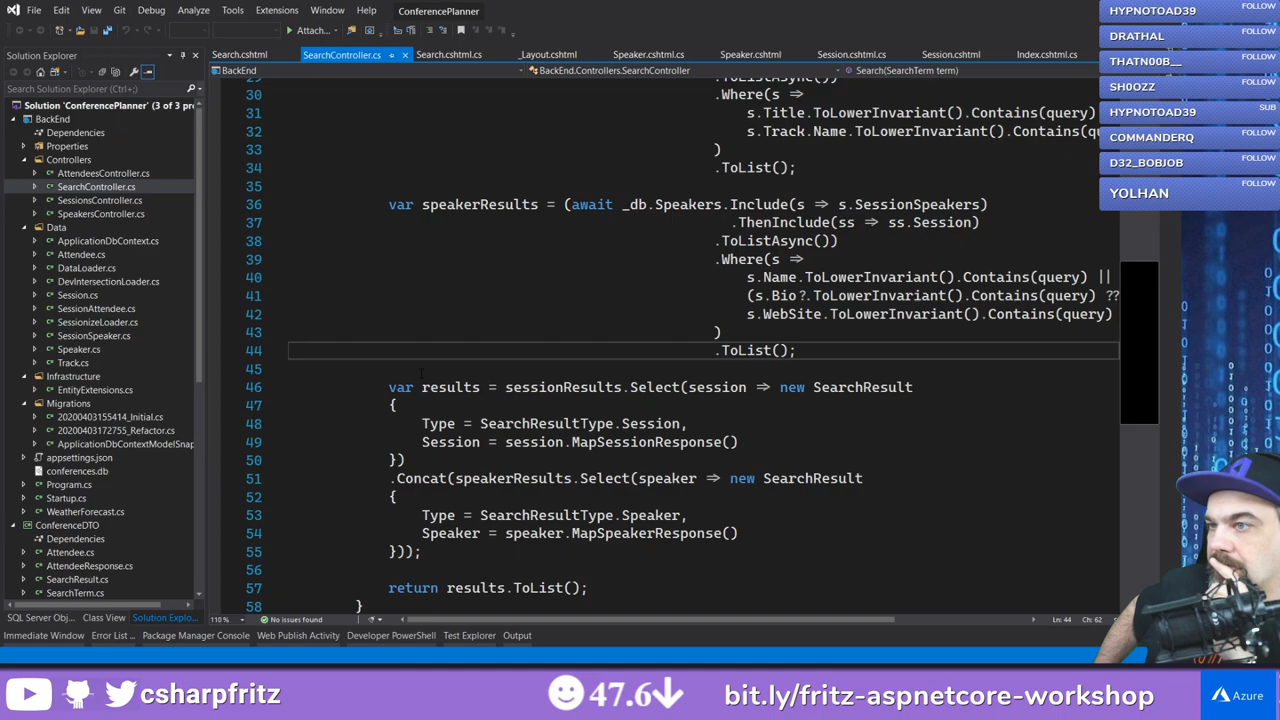 File Edit View Git Build Debug Analyze Tools Extensions Window Help ConferencePlanner
Attach...
Solution Explorer
Search.cshtml SearchController.cs Search.cshtml.cs _Layout.cshtml Speaker.cshtml.cs Speaker.cshtml Session.cshtml.cs Session.cshtml Index.cshtml.cs
BackEnd BackEnd.Controllers.SearchController Search(SearchTerm term)
Search Solution Explorer (Ctrl+;)
Solution 'ConferencePlanner' (3 of 3 pr
BackEnd
Dependencies
Properties
Controllers
AttendeesController.cs
SearchController.cs
SessionsController.cs
SpeakersController.cs
Data
ApplicationDbContext.cs
Attendee.cs
DataLoader.cs
DevIntersectionLoader.cs
Session.cs
SessionAttendee.cs
SessionizeLoader.cs
SessionSpeaker.cs
Speaker.cs
Track.cs
Infrastructure
EntityExtensions.cs
Migrations
20200403155414_Initial.cs
20200403172755_Refactor.cs
ApplicationDbContextModelSnap
appsettings.json
conferences.db
Program.cs
Startup.cs
WeatherForecast.cs
ConferenceDTO
Dependencies
Attendee.cs
AttendeeResponse.cs
SearchResult.cs
SearchTerm.cs
29 .ToListAsync())
30 .Where(s =>
31 s.Title.ToLowerInvariant().Contains(query)
32 s.Track.Name.ToLowerInvariant().Contains(qu
33 )
34 .ToList();
35
36 var speakerResults = (await _db.Speakers.Include(s => s.SessionSpeakers)
37 .ThenInclude(ss => ss.Session)
38 .ToListAsync())
39 .Where(s =>
40 s.Name.ToLowerInvariant().Contains(query) ||
41 (s.Bio?.ToLowerInvariant().Contains(query) ??
42 s.WebSite.ToLowerInvariant().Contains(query)
43 )
44 .ToList();
45
46 var results = sessionResults.Select(session => new SearchResult
47 {
48 Type = SearchResultType.Session,
49 Session = session.MapSessionResponse()
50 })
51 .Concat(speakerResults.Select(speaker => new SearchResult
52 {
53 Type = SearchResultType.Speaker,
54 Speaker = speaker.MapSpeakerResponse()
55 }));
56
57 return results.ToList();
58 }
110 % No issues found Ln: 44 Ch: 62
SQL Server Obj... Class View Solution Explo...
Immediate Window Error List ... Package Manager Console Web Publish Activity Developer PowerShell Test Explorer Output
HYPNOTOAD39 FOLLOW
DRATHAL FOLLOW
THATN00B__ FOLLOW
SH0OZZ FOLLOW
HYPNOTOAD39 SUB
COMMANDERQ FOLLOW
D32_BOBJOB FOLLOW
YOLHAN FOLLOW
csharpfritz 47.6 bit.ly/fritz-aspnetcore-workshop Azure